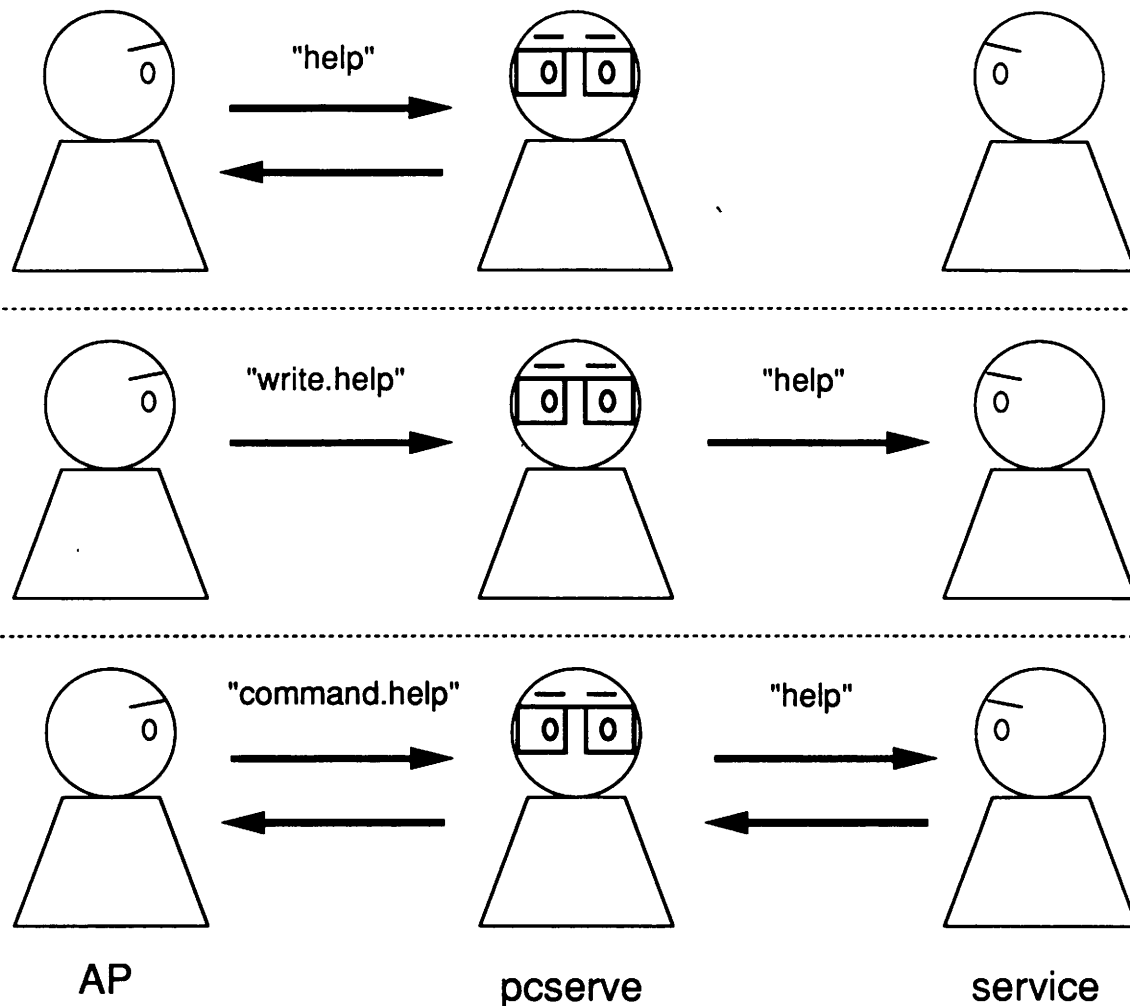 "help"
"write.help"
"help"
"command.help"
"help"
AP
pcserve
service